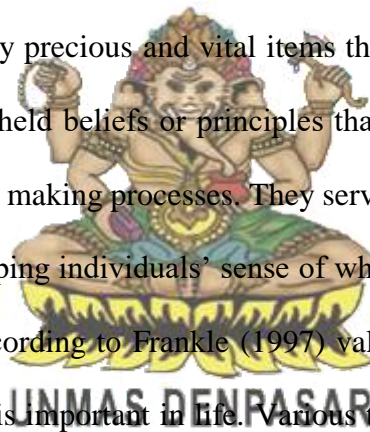 y precious and vital items th
held beliefs or principles tha
making processes. They serv
ping individuals’ sense of wh
cording to Frankle (1997) val
UNMAS DENPASAR
is important in life. Various t